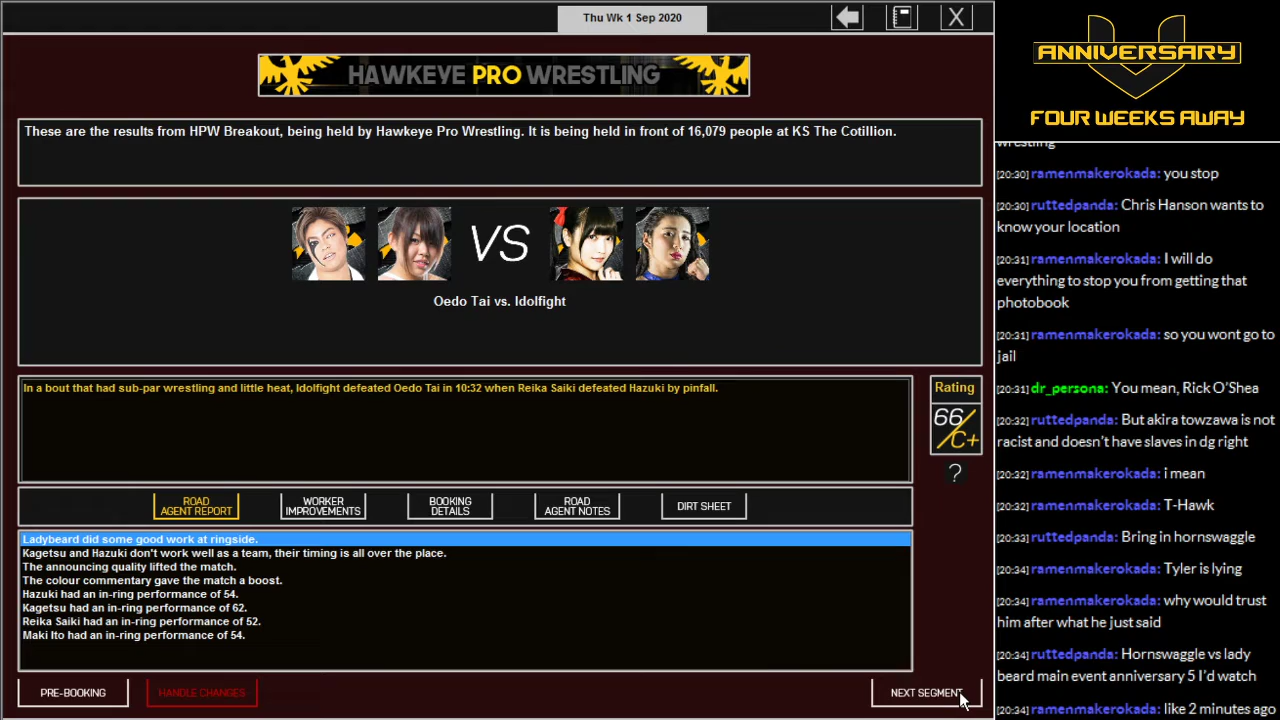 Thu Wk 1 Sep 2020
X
HAWKEYE PRO WRESTLING
These are the results from HPW Breakout, being held by Hawkeye Pro Wrestling. It is being held in front of 16,079 people at KS The Cotillion.
VS
Oedo Tai vs. Idolfight
In a bout that had sub-par wrestling and little heat, Idolfight defeated Oedo Tai in 10:32 when Reika Saiki defeated Hazuki by pinfall.
Rating
66/
C+
?
ROAD
AGENT REPORT
WORKER
IMPROVEMENTS
BOOKING
DETAILS
ROAD
AGENT NOTES
DIRT SHEET
Ladybeard did some good work at ringside.
Kagetsu and Hazuki don't work well as a team, their timing is all over the place.
The announcing quality lifted the match.
The colour commentary gave the match a boost.
Hazuki had an in-ring performance of 54.
Kagetsu had an in-ring performance of 62.
Reika Saiki had an in-ring performance of 52.
Maki Ito had an in-ring performance of 54.
PRE-BOOKING
HANDLE CHANGES
NEXT SEGMENT
ANNIVERSARY
FOUR WEEKS AWAY
wrestling
[20:30] ramenmakerokada: you stop
[20:30] ruttedpanda: Chris Hanson wants to
know your location
[20:31] ramenmakerokada: I will do
everything to stop you from getting that
photobook
[20:31] ramenmakerokada: so you wont go to
jail
[20:31] dr_persona: You mean, Rick O'Shea
[20:32] ruttedpanda: But akira towzawa is not
racist and doesn't have slaves in dg right
[20:32] ramenmakerokada: i mean
[20:32] ramenmakerokada: T-Hawk
[20:33] ruttedpanda: Bring in hornswaggle
[20:34] ramenmakerokada: Tyler is lying
[20:34] ramenmakerokada: why would trust
him after what he just said
[20:34] ruttedpanda: Hornswaggle vs lady
beard main event anniversary 5 I'd watch
[20:34] ramenmakerokada: like 2 minutes ago